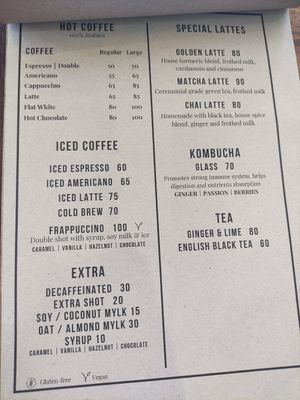 HOT COFFEE
100% Arabica
COFFEE Regular Large
Espresso | Double 50 70
Americano 55 65
Cappuccino 65 85
Latte 65 85
Flat White 80 100
Hot Chocolate 80 100
ICED COFFEE
ICED ESPRESSO 60
ICED AMERICANO 65
ICED LATTE 75
COLD BREW 70
FRAPPUCCINO 100
Double shot with syrup, soy milk & ice
CARAMEL | VANILLA | HAZELNUT | CHOCOLATE
EXTRA
DECAFFEINATED 30
EXTRA SHOT 20
SOY / COCONUT MYLK 15
OAT / ALMOND MYLK 30
SYRUP 10
CARAMEL | VANILLA | HAZELNUT | CHOCOLATE
Gluten-free Vegan
SPECIAL LATTES
GOLDEN LATTE 80
House turmeric blend, frothed milk,
cardamom and cinnamon
MATCHA LATTE 90
Ceremonial grade green tea, frothed milk
CHAI LATTE 80
Homemade with black tea, house spice
blend, ginger and frothed milk
KOMBUCHA
GLASS 70
Promotes strong immune system, helps
digestion and nutrients absorption
GINGER | PASSION | BERRIES
TEA
GINGER & LIME 80
ENGLISH BLACK TEA 60